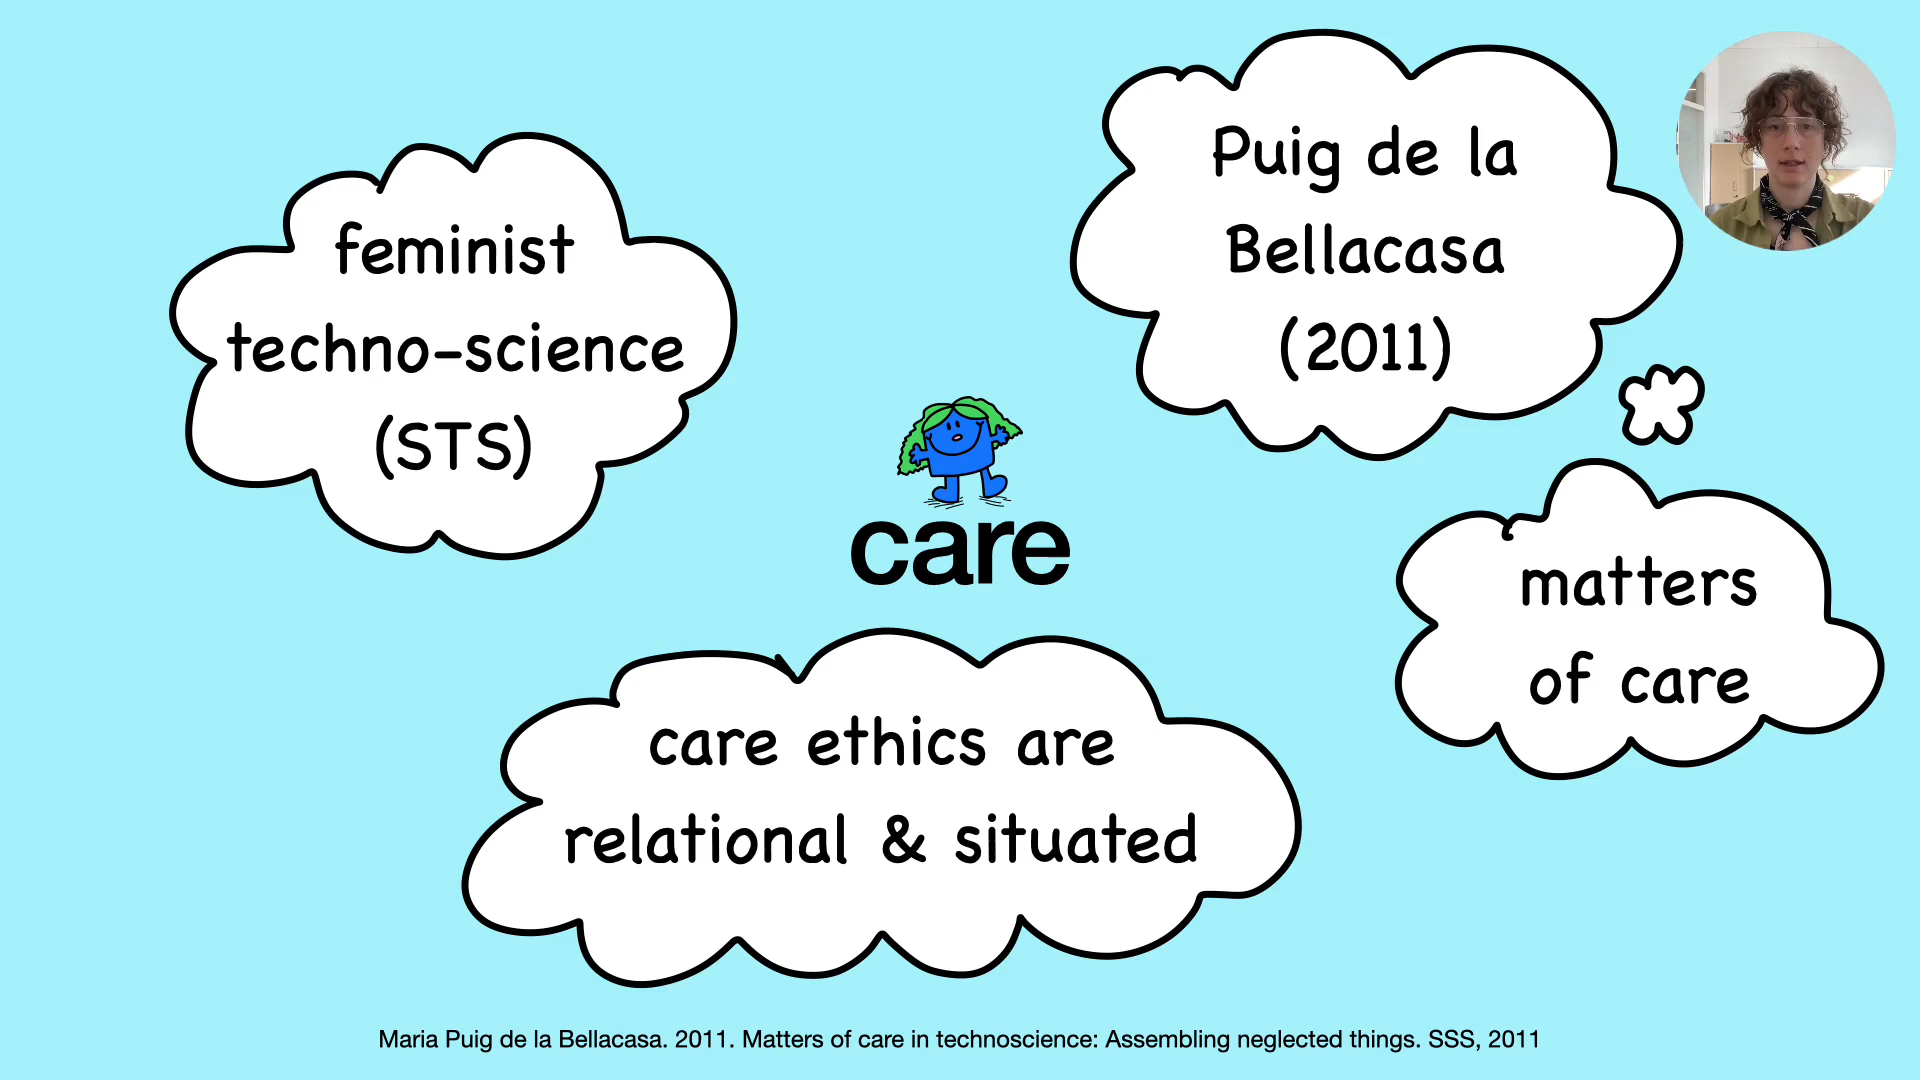 feminist
techno-science
(STS)
Puig de la
Bellacasa
(2011)
care
matters
of care
care ethics are
relational & situated
Maria Puig de la Bellacasa. 2011. Matters of care in technoscience: Assembling neglected things. SSS, 2011